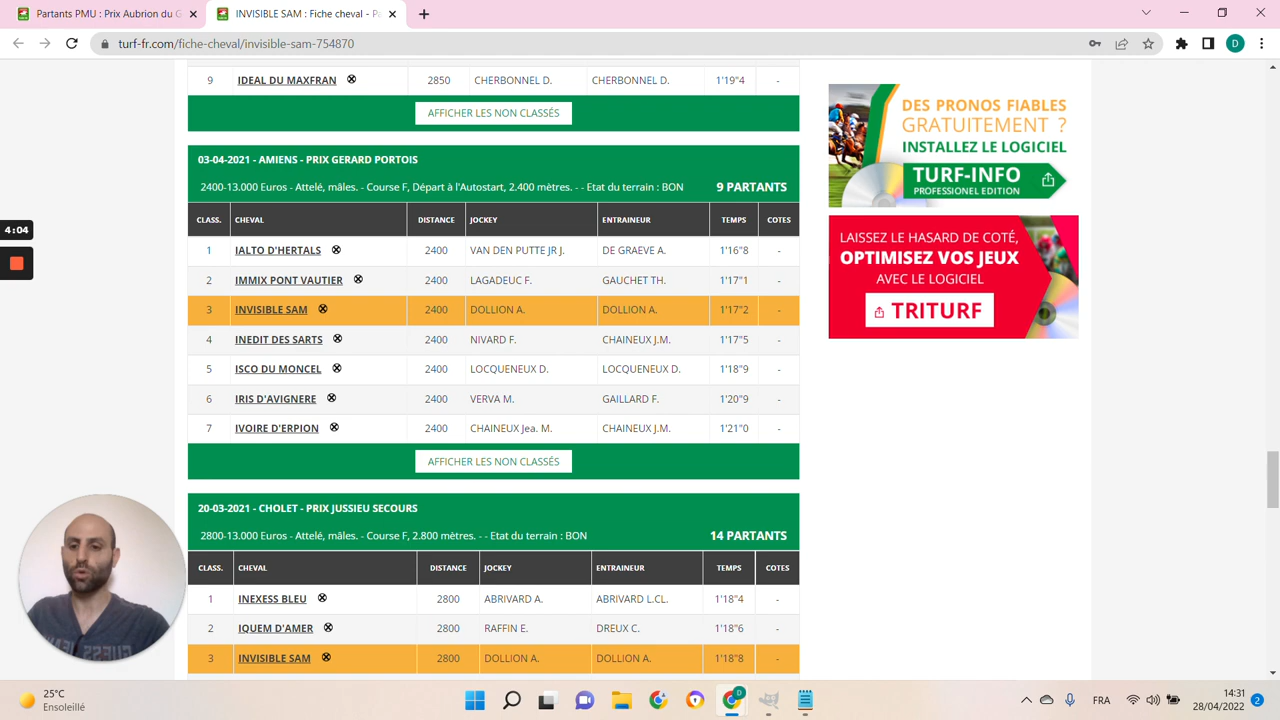 Partants PMU : Prix Aubrion du G
INVISIBLE SAM : Fiche cheval - Pa
turf-fr.com/fiche-cheval/invisible-sam-754870
D
9 IDEAL DU MAXFRAN 2850 CHERBONNEL D. CHERBONNEL D. 1'19"4 -
AFFICHER LES NON CLASSÉS
03-04-2021 - AMIENS - PRIX GERARD PORTOIS
2400-13.000 Euros - Attelé, mâles. - Course F, Départ à l'Autostart, 2.400 mètres. - - Etat du terrain : BON 9 PARTANTS
CLASS. CHEVAL DISTANCE JOCKEY ENTRAINEUR TEMPS COTES
1 IALTO D'HERTALS 2400 VAN DEN PUTTE JR J. DE GRAEVE A. 1'16"8 -
2 IMMIX PONT VAUTIER 2400 LAGADEUC F. GAUCHET TH. 1'17"1 -
3 INVISIBLE SAM 2400 DOLLION A. DOLLION A. 1'17"2 -
4 INEDIT DES SARTS 2400 NIVARD F. CHAINEUX J.M. 1'17"5 -
5 ISCO DU MONCEL 2400 LOCQUENEUX D. LOCQUENEUX D. 1'18"9 -
6 IRIS D'AVIGNERE 2400 VERVA M. GAILLARD F. 1'20"9 -
7 IVOIRE D'ERPION 2400 CHAINEUX Jea. M. CHAINEUX J.M. 1'21"0 -
AFFICHER LES NON CLASSÉS
20-03-2021 - CHOLET - PRIX JUSSIEU SECOURS
2800-13.000 Euros - Attelé, mâles. - Course F, 2.800 mètres. - - Etat du terrain : BON 14 PARTANTS
CLASS. CHEVAL DISTANCE JOCKEY ENTRAINEUR TEMPS COTES
1 INEXESS BLEU 2800 ABRIVARD A. ABRIVARD L.CL. 1'18"4 -
2 IQUEM D'AMER 2800 RAFFIN E. DREUX C. 1'18"6 -
3 INVISIBLE SAM 2800 DOLLION A. DOLLION A. 1'18"8 -
DES PRONOS FIABLES
GRATUITEMENT ?
INSTALLEZ LE LOGICIEL
TURF-INFO
PROFESSIONEL EDITION
LAISSEZ LE HASARD DE COTÉ,
OPTIMISEZ VOS JEUX
AVEC LE LOGICIEL
TRITURF
4:04
GUESS
25°C
Ensoleillé
D
FRA
14:31
28/04/2022
2